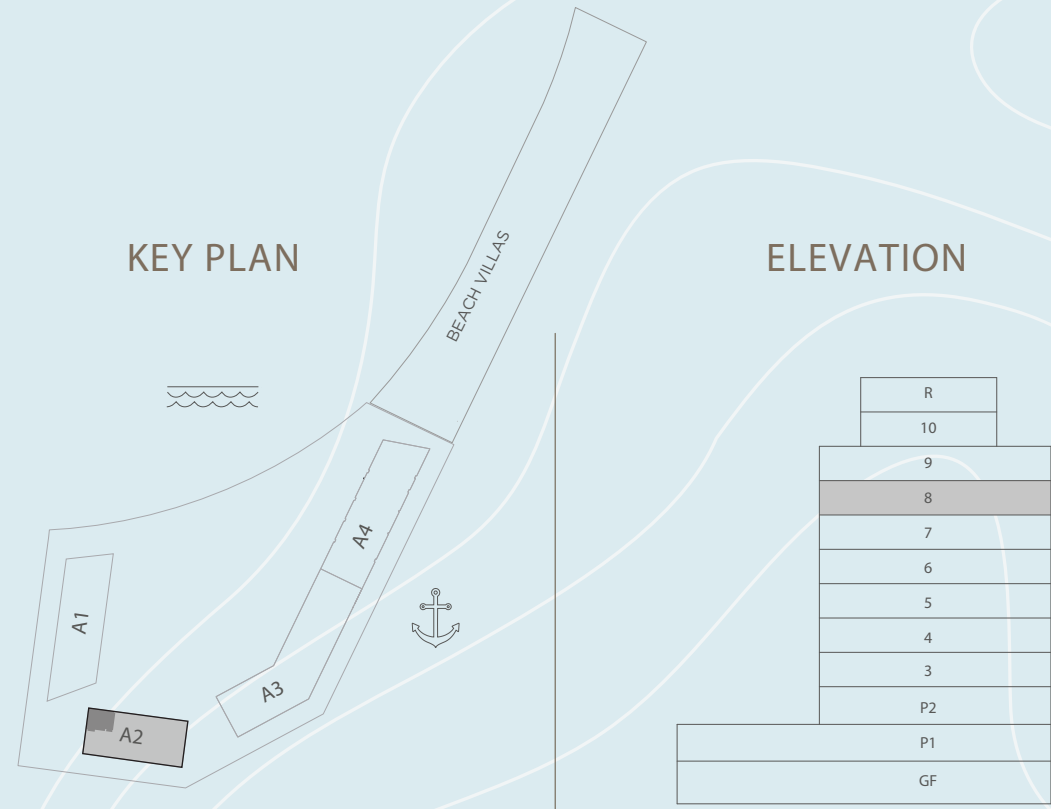 KEY PLAN
BEACH VILLAS
A4
A1
A3
A2
ELEVATION
R
10
9
8
7
6
5
4
3
P2
P1
GF